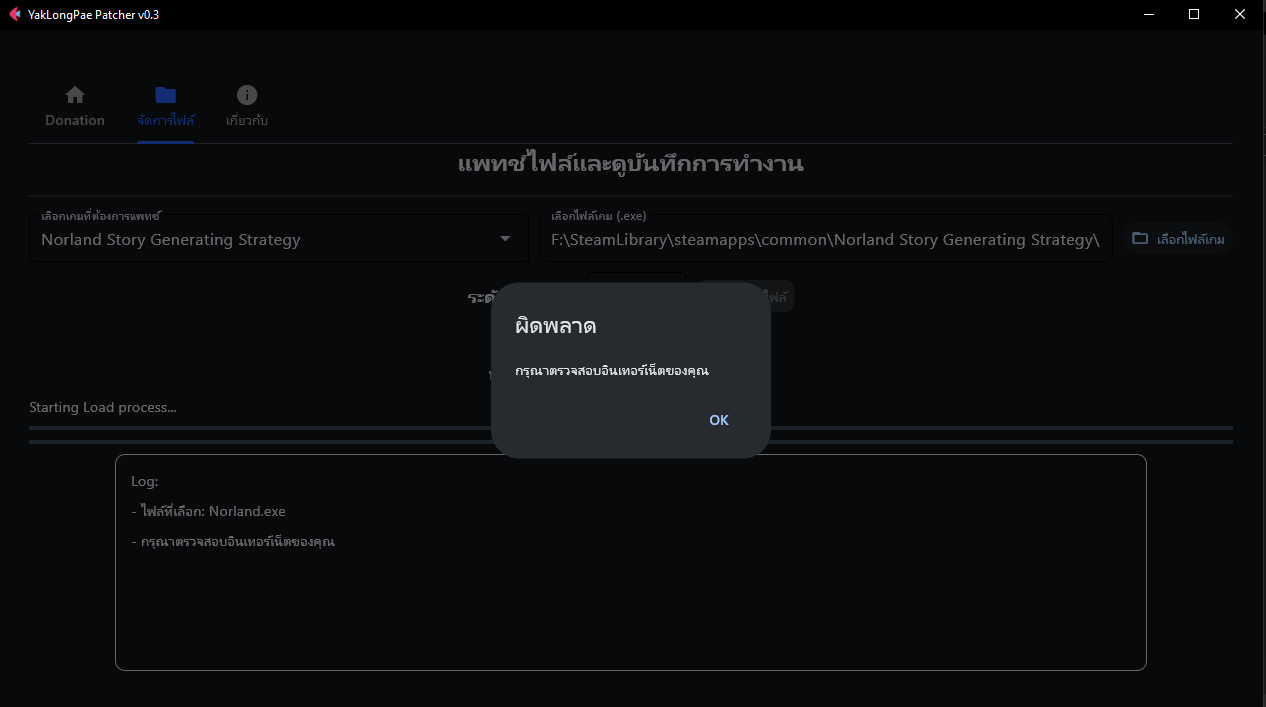 YakLongPae Patcher v0.3
Donation
จัดการไฟล์
เกี่ยวกับ
แพทช์ไฟล์และดูบันทึกการทำงาน
เลือกเกมที่ต้องการแพทช์
Norland Story Generating Strategy
เลือกไฟล์เกม (.exe)
F:\SteamLibrary\steamapps\common\Norland Story Generating Strategy\
เลือกไฟล์เกม
ผิดพลาด
กรุณาตรวจสอบอินเทอร์เน็ตของคุณ
OK
Starting Load process...
Log:
- ไฟล์ที่เลือก: Norland.exe
- กรุณาตรวจสอบอินเทอร์เน็ตของคุณ